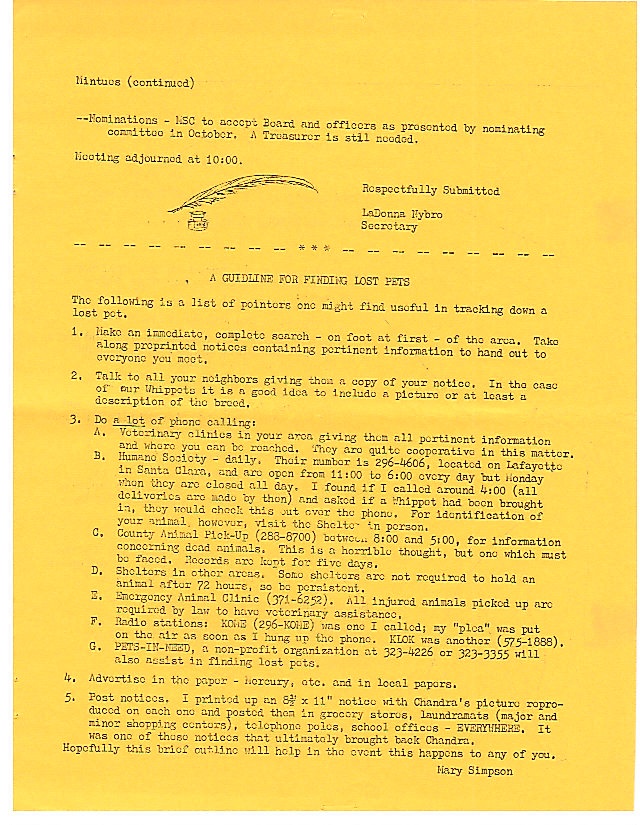 Mintues (continued)
--Nominations - MSC to accept Board and officers as presented by nominating
committee in October. A Treasurer is stil needed.
Meeting adjourned at 10:00.
Respectfully Submitted
LaDonna Nybro
Secretary
-- -- -- -- -- -- -- -- -- * * * -- -- -- -- -- -- -- -- -- --
A GUIDLINE FOR FINDING LOST PETS
The following is a list of pointers one might find useful in tracking down a
lost pet.
1. Make an immediate, complete search - on foot at first - of the area. Take
along preprinted notices containing pertinent information to hand out to
everyone you meet.
2. Talk to all your neighbors giving them a copy of your notice. In the case
of our Whippets it is a good idea to include a picture or at least a
description of the breed.
3. Do a lot of phone calling:
A. Veterinary clinics in your area giving them all pertinent information
and where you can be reached. They are quite cooperative in this matter.
B. Humane Society - daily. Their number is 296-4606, located on Lafayette
in Santa Clara, and are open from 11:00 to 6:00 every day but Monday
when they are closed all day. I found if I called around 4:00 (all
deliveries are made by then) and asked if a Whippet had been brought
in, they would check this out over the phone. For identification of
your animal, however, visit the Shelter in person.
C. County Animal Pick-Up (283-8700) between 8:00 and 5:00, for information
concerning dead animals. This is a horrible thought, but one which must
be faced. Records are kept for five days.
D. Shelters in other areas. Some shelters are not required to hold an
animal after 72 hours, so be persistent.
E. Emergency Animal Clinic (371-6252). All injured animals picked up are
required by law to have veterinary assistance.
F. Radio stations: KOME (296-KOME) was one I called; my "plea" was put
on the air as soon as I hung up the phone. KLOK was another (575-1888).
G. PETS-IN-NEED, a non-profit organization at 323-4226 or 323-3355 will
also assist in finding lost pets.
4. Advertise in the paper - Mercury, etc. and in local papers.
5. Post notices. I printed up an 8½ x 11" notice with Chandra's picture repro-
duced on each one and posted them in grocery stores, laundramats (major and
minor shopping centers), telephone poles, school offices - EVERYWHERE. It
was one of these notices that ultimately brought back Chandra.
Hopefully this brief outline will help in the event this happens to any of you.
Mary Simpson